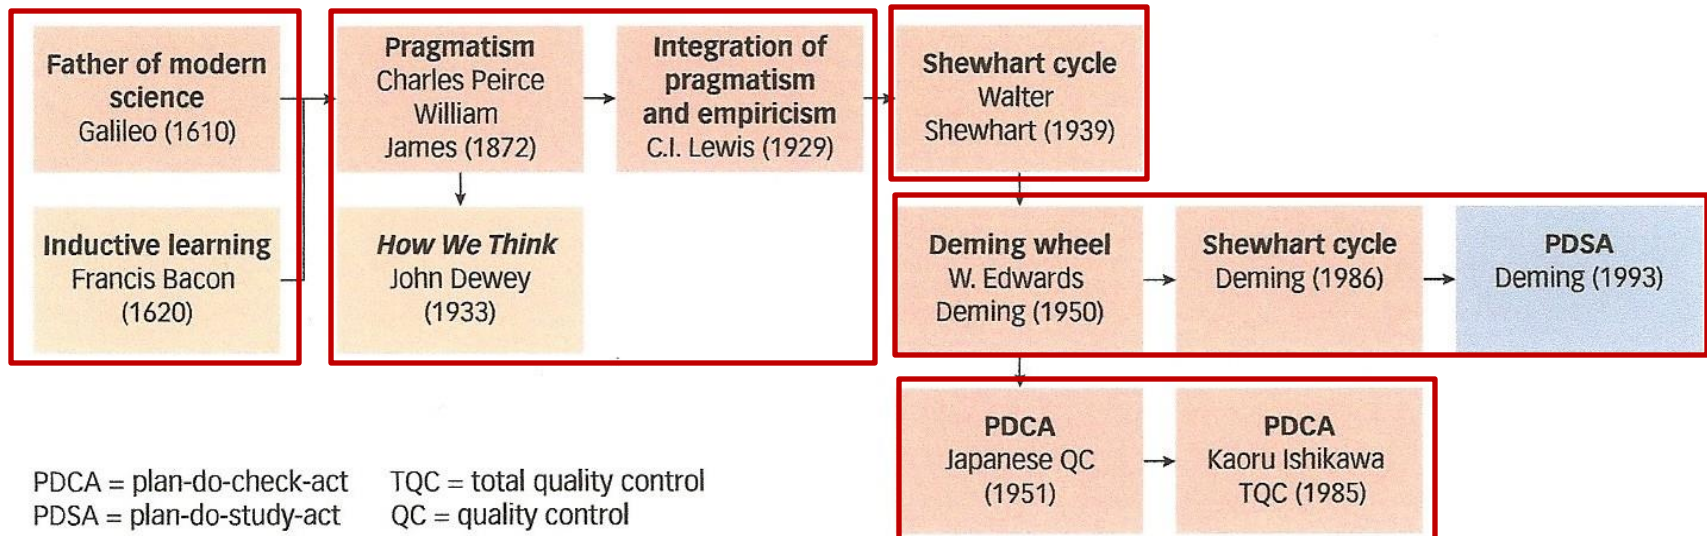 Father of modern
science
Galileo (1610)
Pragmatism
Charles Peirce
William
James (1872)
Integration of
pragmatism
and empiricism
C.I. Lewis (1929)
Shewhart cycle
Walter
Shewhart (1939)
Inductive learning
Francis Bacon
(1620)
How We Think
John Dewey
(1933)
Deming wheel
W. Edwards
Deming (1950)
Shewhart cycle
Deming (1986)
PDSA
Deming (1993)
PDCA
Japanese QC
(1951)
PDCA
Kaoru Ishikawa
TQC (1985)
PDCA = plan-do-check-act
PDSA = plan-do-study-act
TQC = total quality control
QC = quality control